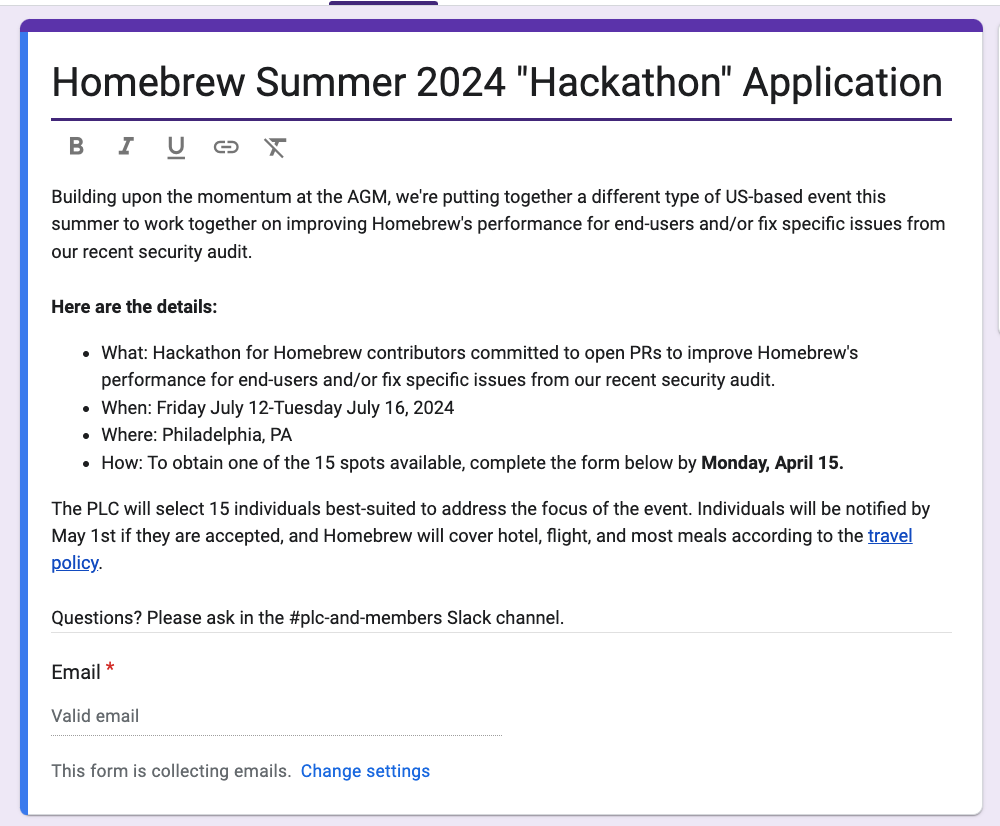 Homebrew Summer 2024 "Hackathon" Application
B I U
Building upon the momentum at the AGM, we're putting together a different type of US-based event this
summer to work together on improving Homebrew's performance for end-users and/or fix specific issues from
our recent security audit.
Here are the details:
• What: Hackathon for Homebrew contributors committed to open PRs to improve Homebrew's
performance for end-users and/or fix specific issues from our recent security audit.
• When: Friday July 12-Tuesday July 16, 2024
• Where: Philadelphia, PA
• How: To obtain one of the 15 spots available, complete the form below by Monday, April 15.
The PLC will select 15 individuals best-suited to address the focus of the event. Individuals will be notified by
May 1st if they are accepted, and Homebrew will cover hotel, flight, and most meals according to the travel
policy.
Questions? Please ask in the #plc-and-members Slack channel.
Email *
Valid email
This form is collecting emails. Change settings